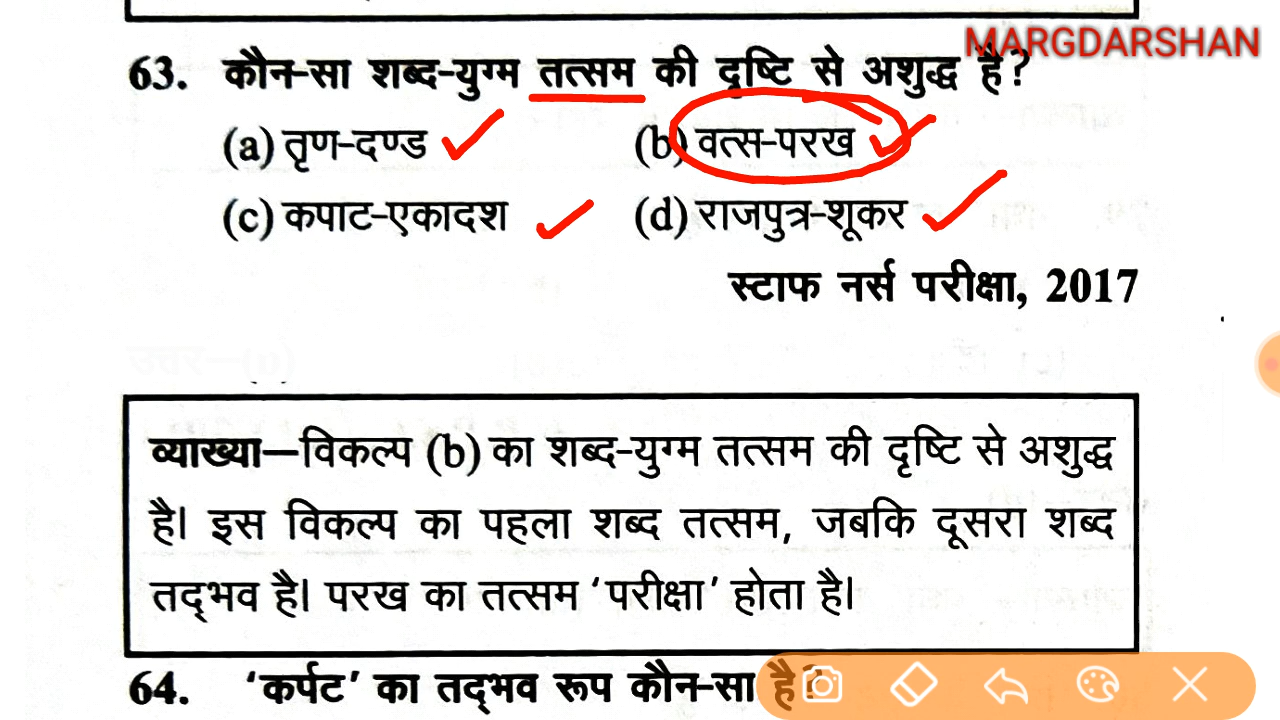 MARGDARSHAN
63. कौन-सा शब्द-युग्म तत्सम की दृष्टि से अशुद्ध है?
(a) तृण-दण्ड (b) वत्स-परख
(c) कपाट-एकादश (d) राजपुत्र-शूकर
स्टाफ नर्स परीक्षा, 2017
उत्तर—(b)
व्याख्या—विकल्प (b) का शब्द-युग्म तत्सम की दृष्टि से अशुद्ध
है। इस विकल्प का पहला शब्द तत्सम, जबकि दूसरा शब्द
तद्‌भव है। परख का तत्सम ‘परीक्षा’ होता है।
64. ‘कर्पट’ का तद्‌भव रूप कौन-सा है?